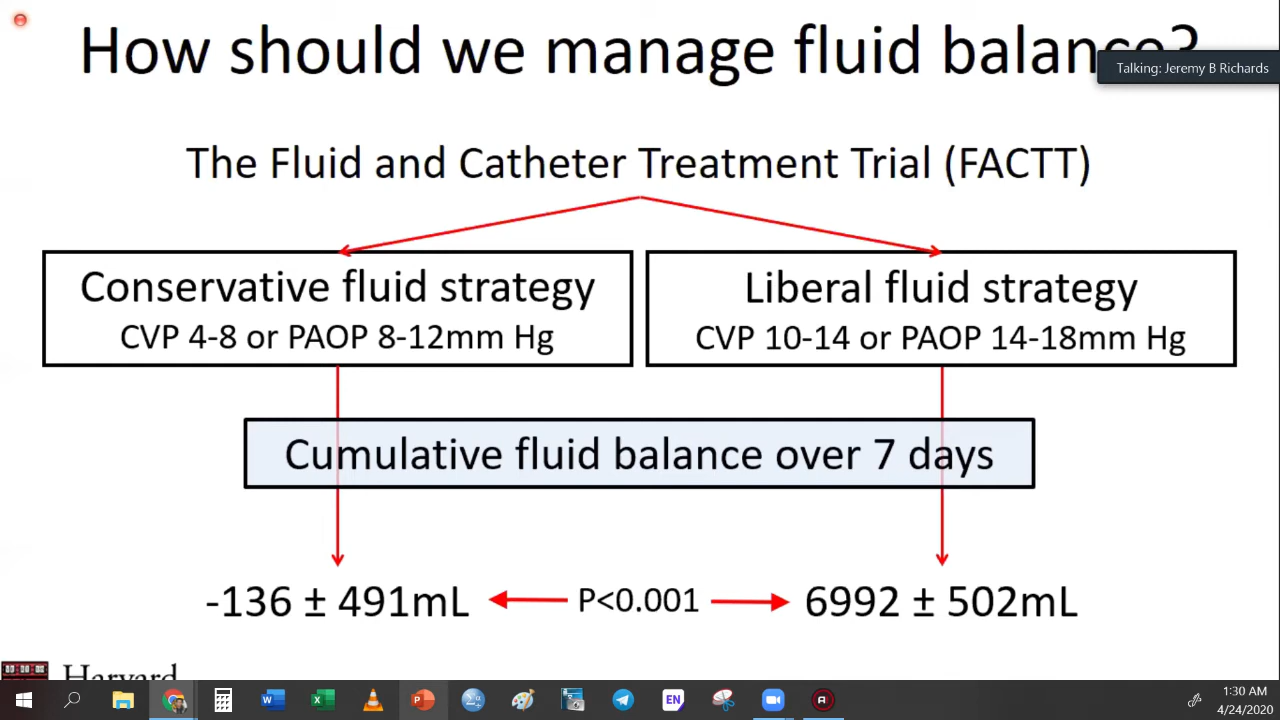 How should we manage fluid balance?
Talking: Jeremy B Richards
The Fluid and Catheter Treatment Trial (FACTT)
Conservative fluid strategy
CVP 4-8 or PAOP 8-12mm Hg
Liberal fluid strategy
CVP 10-14 or PAOP 14-18mm Hg
Cumulative fluid balance over 7 days
-136 ± 491mL
P<0.001
6992 ± 502mL
Harvard
EN
1:30 AM
4/24/2020